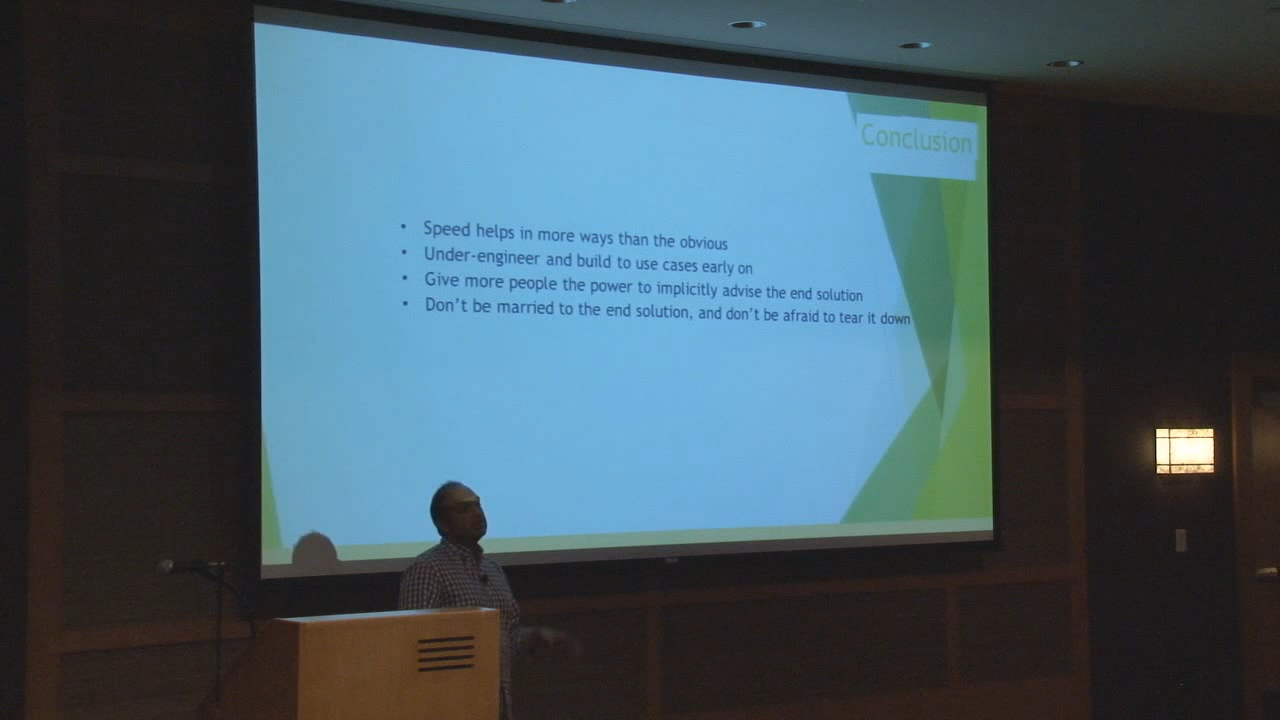 Conclusion
• Speed helps in more ways than the obvious
• Under-engineer and build to use cases early on
• Give more people the power to implicitly advise the end solution
• Don't be married to the end solution, and don't be afraid to tear it down